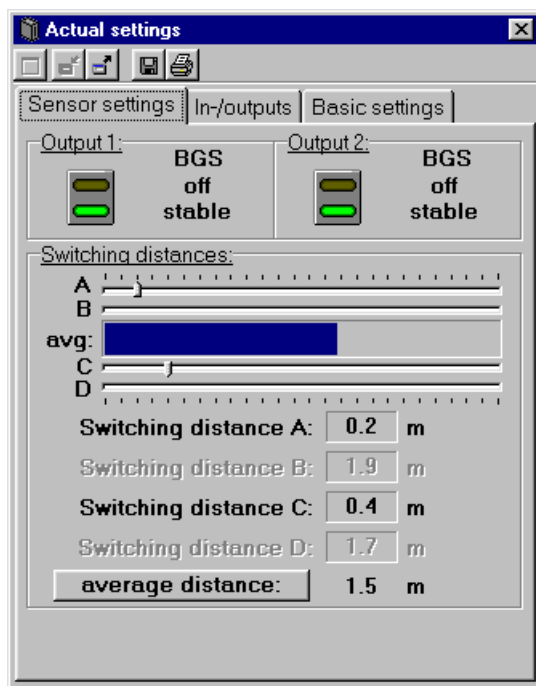 Actual settings
Sensor settings In-/outputs Basic settings
Output 1: Output 2:
BGS BGS
off off
stable stable
Switching distances:
A
B
avg:
C
D
Switching distance A: 0.2 m
Switching distance B: 1.9 m
Switching distance C: 0.4 m
Switching distance D: 1.7 m
average distance: 1.5 m